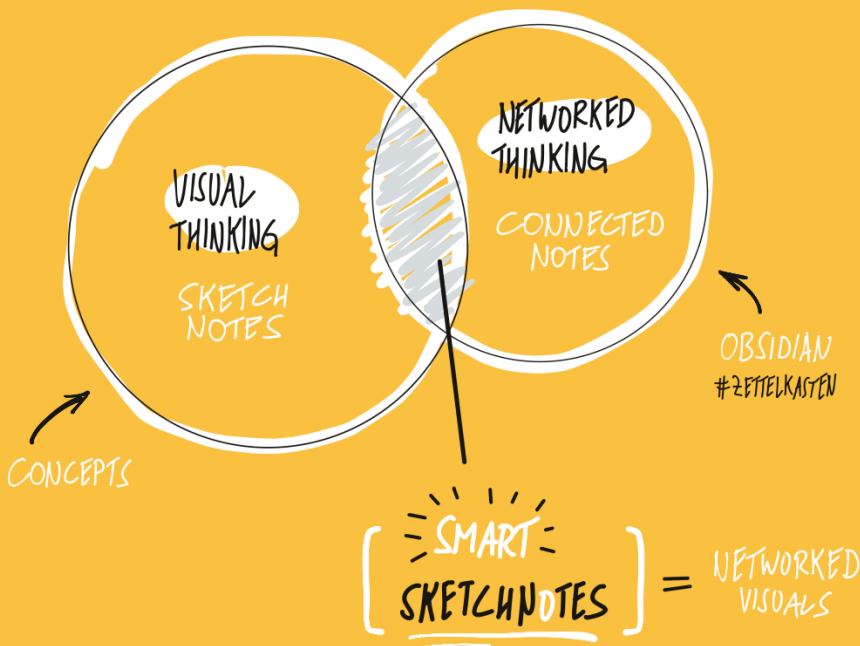 VISUAL
THINKING
SKETCH
NOTES
NETWORKED
THINKING
CONNECTED
NOTES
OBSIDIAN
#ZETTELKASTEN
CONCEPTS
[SMART
SKETCHNOTES] = NETWORKED
VISUALS